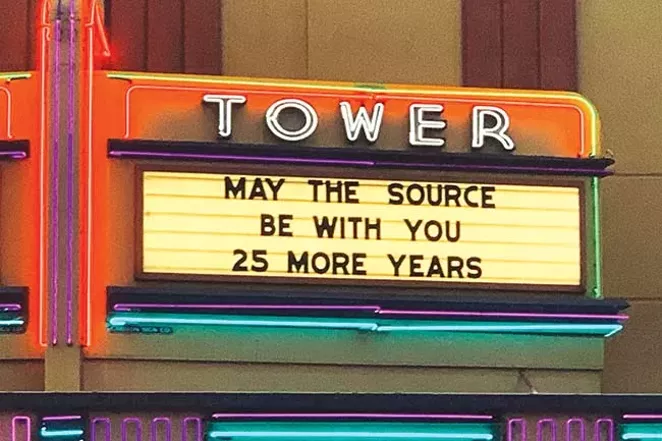 TOWER
MAY THE SOURCE
BE WITH YOU
25 MORE YEARS